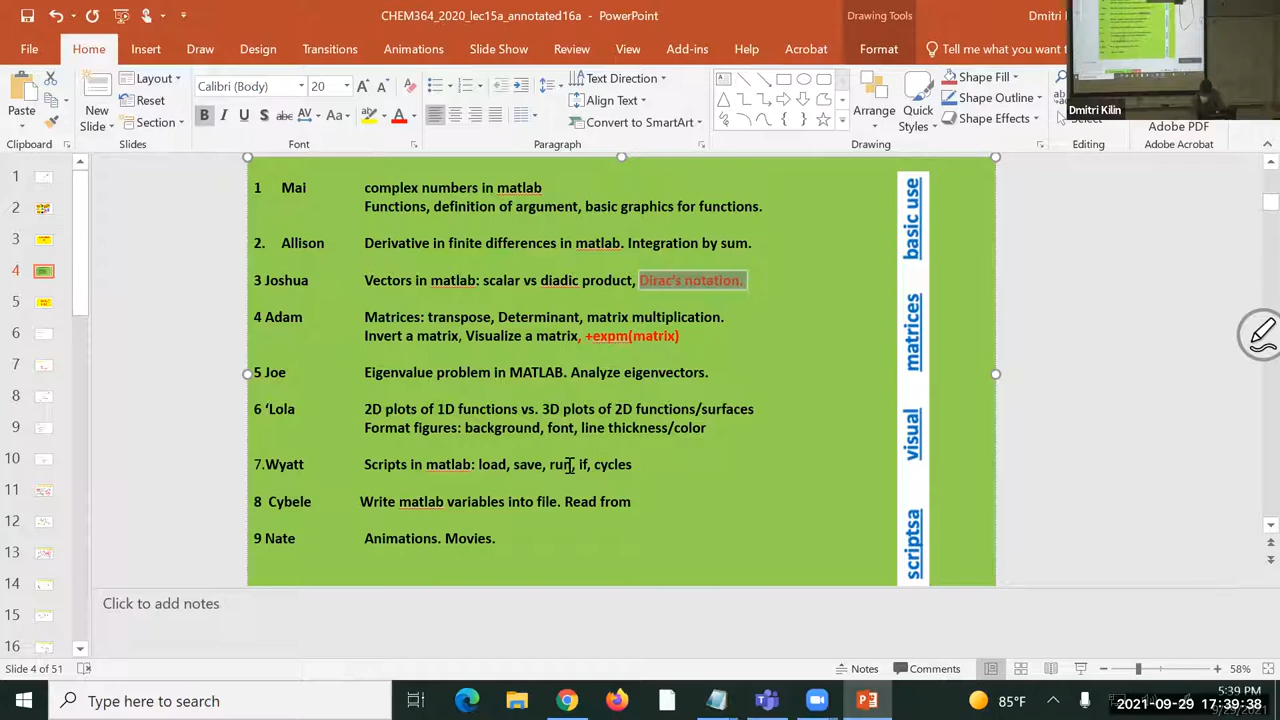 CHEM364_2020_lec15a_annotated16a - PowerPoint
Drawing Tools
Dmitri
File Home Insert Draw Design Transitions Animations Slide Show Review View Add-ins Help Acrobat Format Tell me what you want
Dmitri Kilin
Paste
New
Slide
Layout
Reset
Section
Calibri (Body) 20
B I U S abc AV Aa A
Text Direction
Align Text
Convert to SmartArt
Arrange
Quick
Styles
Shape Fill
Shape Outline
Shape Effects
Select
Adobe PDF
Clipboard Slides Font Paragraph Drawing Editing Adobe Acrobat
1
2
3
4
5
6
7
8
9
10
11
12
13
14
15
16
1 Mai complex numbers in matlab
Functions, definition of argument, basic graphics for functions.
2. Allison Derivative in finite differences in matlab. Integration by sum.
3 Joshua Vectors in matlab: scalar vs diadic product, Dirac's notation.
4 Adam Matrices: transpose, Determinant, matrix multiplication.
Invert a matrix, Visualize a matrix, +expm(matrix)
5 Joe Eigenvalue problem in MATLAB. Analyze eigenvectors.
6 ‘Lola 2D plots of 1D functions vs. 3D plots of 2D functions/surfaces
Format figures: background, font, line thickness/color
7.Wyatt Scripts in matlab: load, save, run, if, cycles
8 Cybele Write matlab variables into file. Read from
9 Nate Animations. Movies.
basic use
matrices
visual
scriptsa
Click to add notes
Slide 4 of 51
Notes
Comments
58%
Type here to search
85°F
5:39 PM
2021-09-29 17:39:38